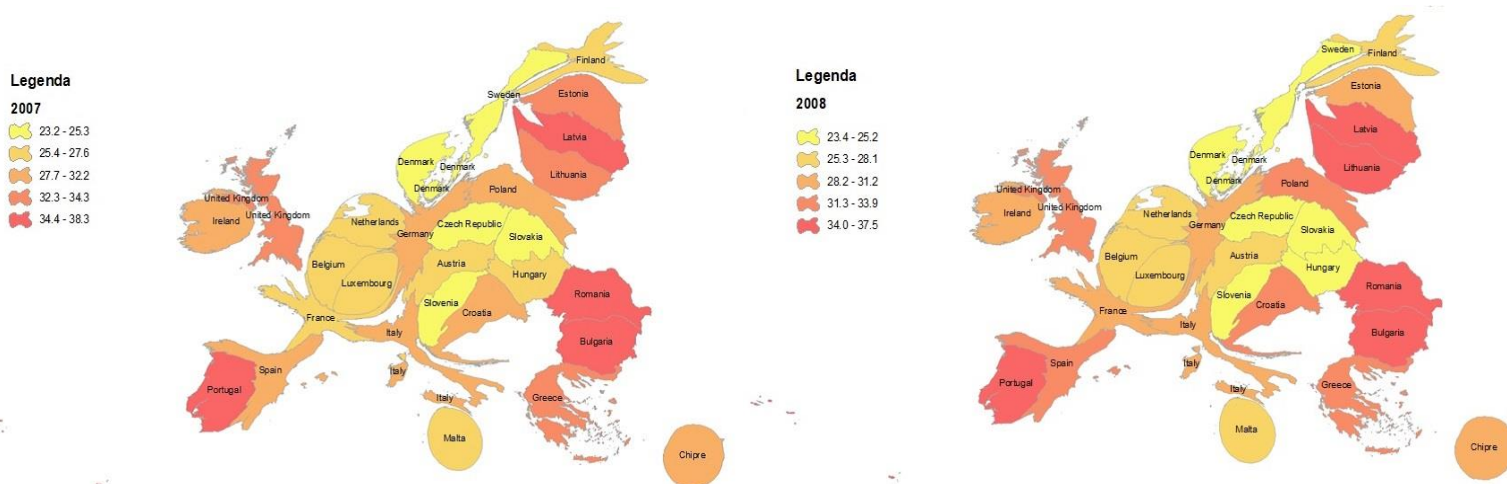 Legenda
2007
23.2 - 25.3
25.4 - 27.6
27.7 - 32.2
32.3 - 34.3
34.4 - 38.3
Finland
Sweden
Estonia
Latvia
Lithuania
Denmark
Denmark
Denmark
Poland
United Kingdom
Ireland
United Kingdom
Netherlands
Germany
Czech Republic
Slovakia
Belgium
Austria
Hungary
Luxembourg
Slovenia
Romania
Croatia
France
Italy
Bulgaria
Spain
Portugal
Italy
Italy
Greece
Malta
Chipre
Legenda
2008
23.4 - 25.2
25.3 - 28.1
28.2 - 31.2
31.3 - 33.9
34.0 - 37.5
Sweden
Finland
Estonia
Latvia
Lithuania
Denmark
Denmark
Denmark
Poland
United Kingdom
Ireland
United Kingdom
Netherlands
Germany
Czech Republic
Slovakia
Belgium
Austria
Hungary
Luxembourg
Slovenia
Romania
Croatia
France
Italy
Bulgaria
Spain
Portugal
Italy
Italy
Greece
Malta
Chipre